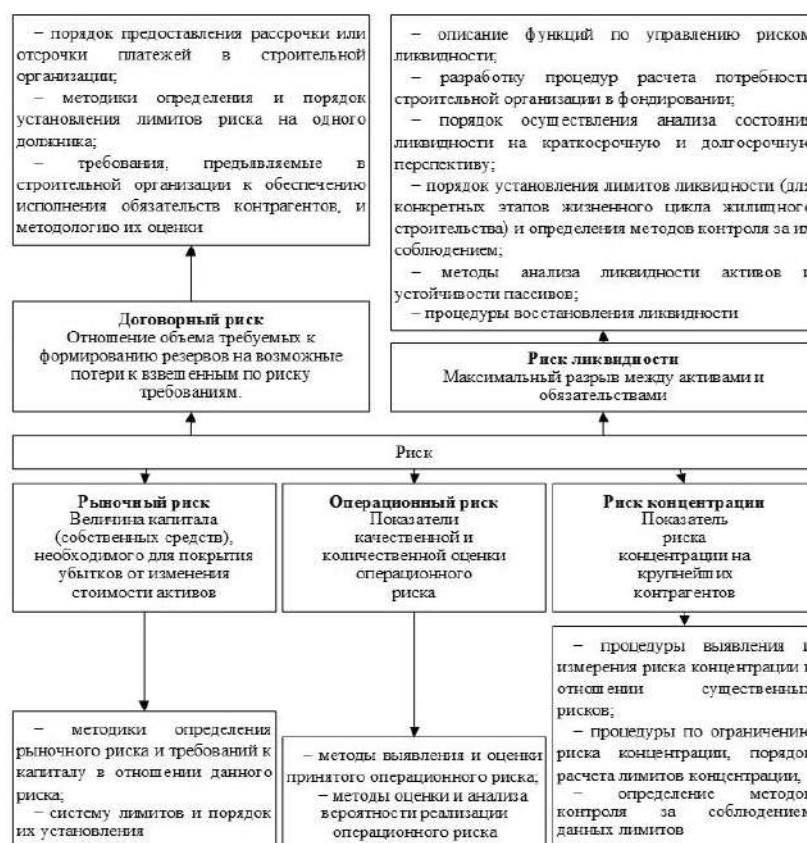 – порядок предоставления рассрочки или
отсрочки платежей в строительной
организации;
– методики определения и порядок
установления лимитов риска на одного
должника;
– требования, предъявляемые в
строительной организации к обеспечению
исполнения обязательств контрагентов, и
методологию их оценки
– описание функций по управлению риском
ликвидности;
– разработку процедур расчета потребности
строительной организации в фондировании;
– порядок осуществления анализа состояния
ликвидности на краткосрочную и долгосрочную
перспективу;
– порядок установления лимитов ликвидности (для
конкретных этапов жизненного цикла жилищного
строительства) и определения методов контроля за их
соблюдением;
– методы анализа ликвидности активов и
устойчивости пассивов;
– процедуры восстановления ликвидности
Договорный риск
Отношение объема требуемых к
формированию резервов на возможные
потери к взвешенным по риску
требованиям.
Риск ликвидности
Максимальный разрыв между активами и
обязательствами
Риск
Рыночный риск
Величина капитала
(собственных средств),
необходимого для покрытия
убытков от изменения
стоимости активов
Операционный риск
Показатели
качественной и
количественной оценки
операционного
риска
Риск концентрации
Показатель
риска
концентрации на
крупнейших
контрагентов
– методики определения
рыночного риска и требований к
капиталу в отношении данного
риска;
– систему лимитов и порядок
их установления
– методы выявления и оценки
принятого операционного риска;
– методы оценки и анализа
вероятности реализации
операционного риска
– процедуры выявления и
измерения риска концентрации в
отношении существенных
рисков;
– процедуры по ограничению
риска концентрации, порядок
расчета лимитов концентрации;
– определение методов
контроля за соблюдением
данных лимитов